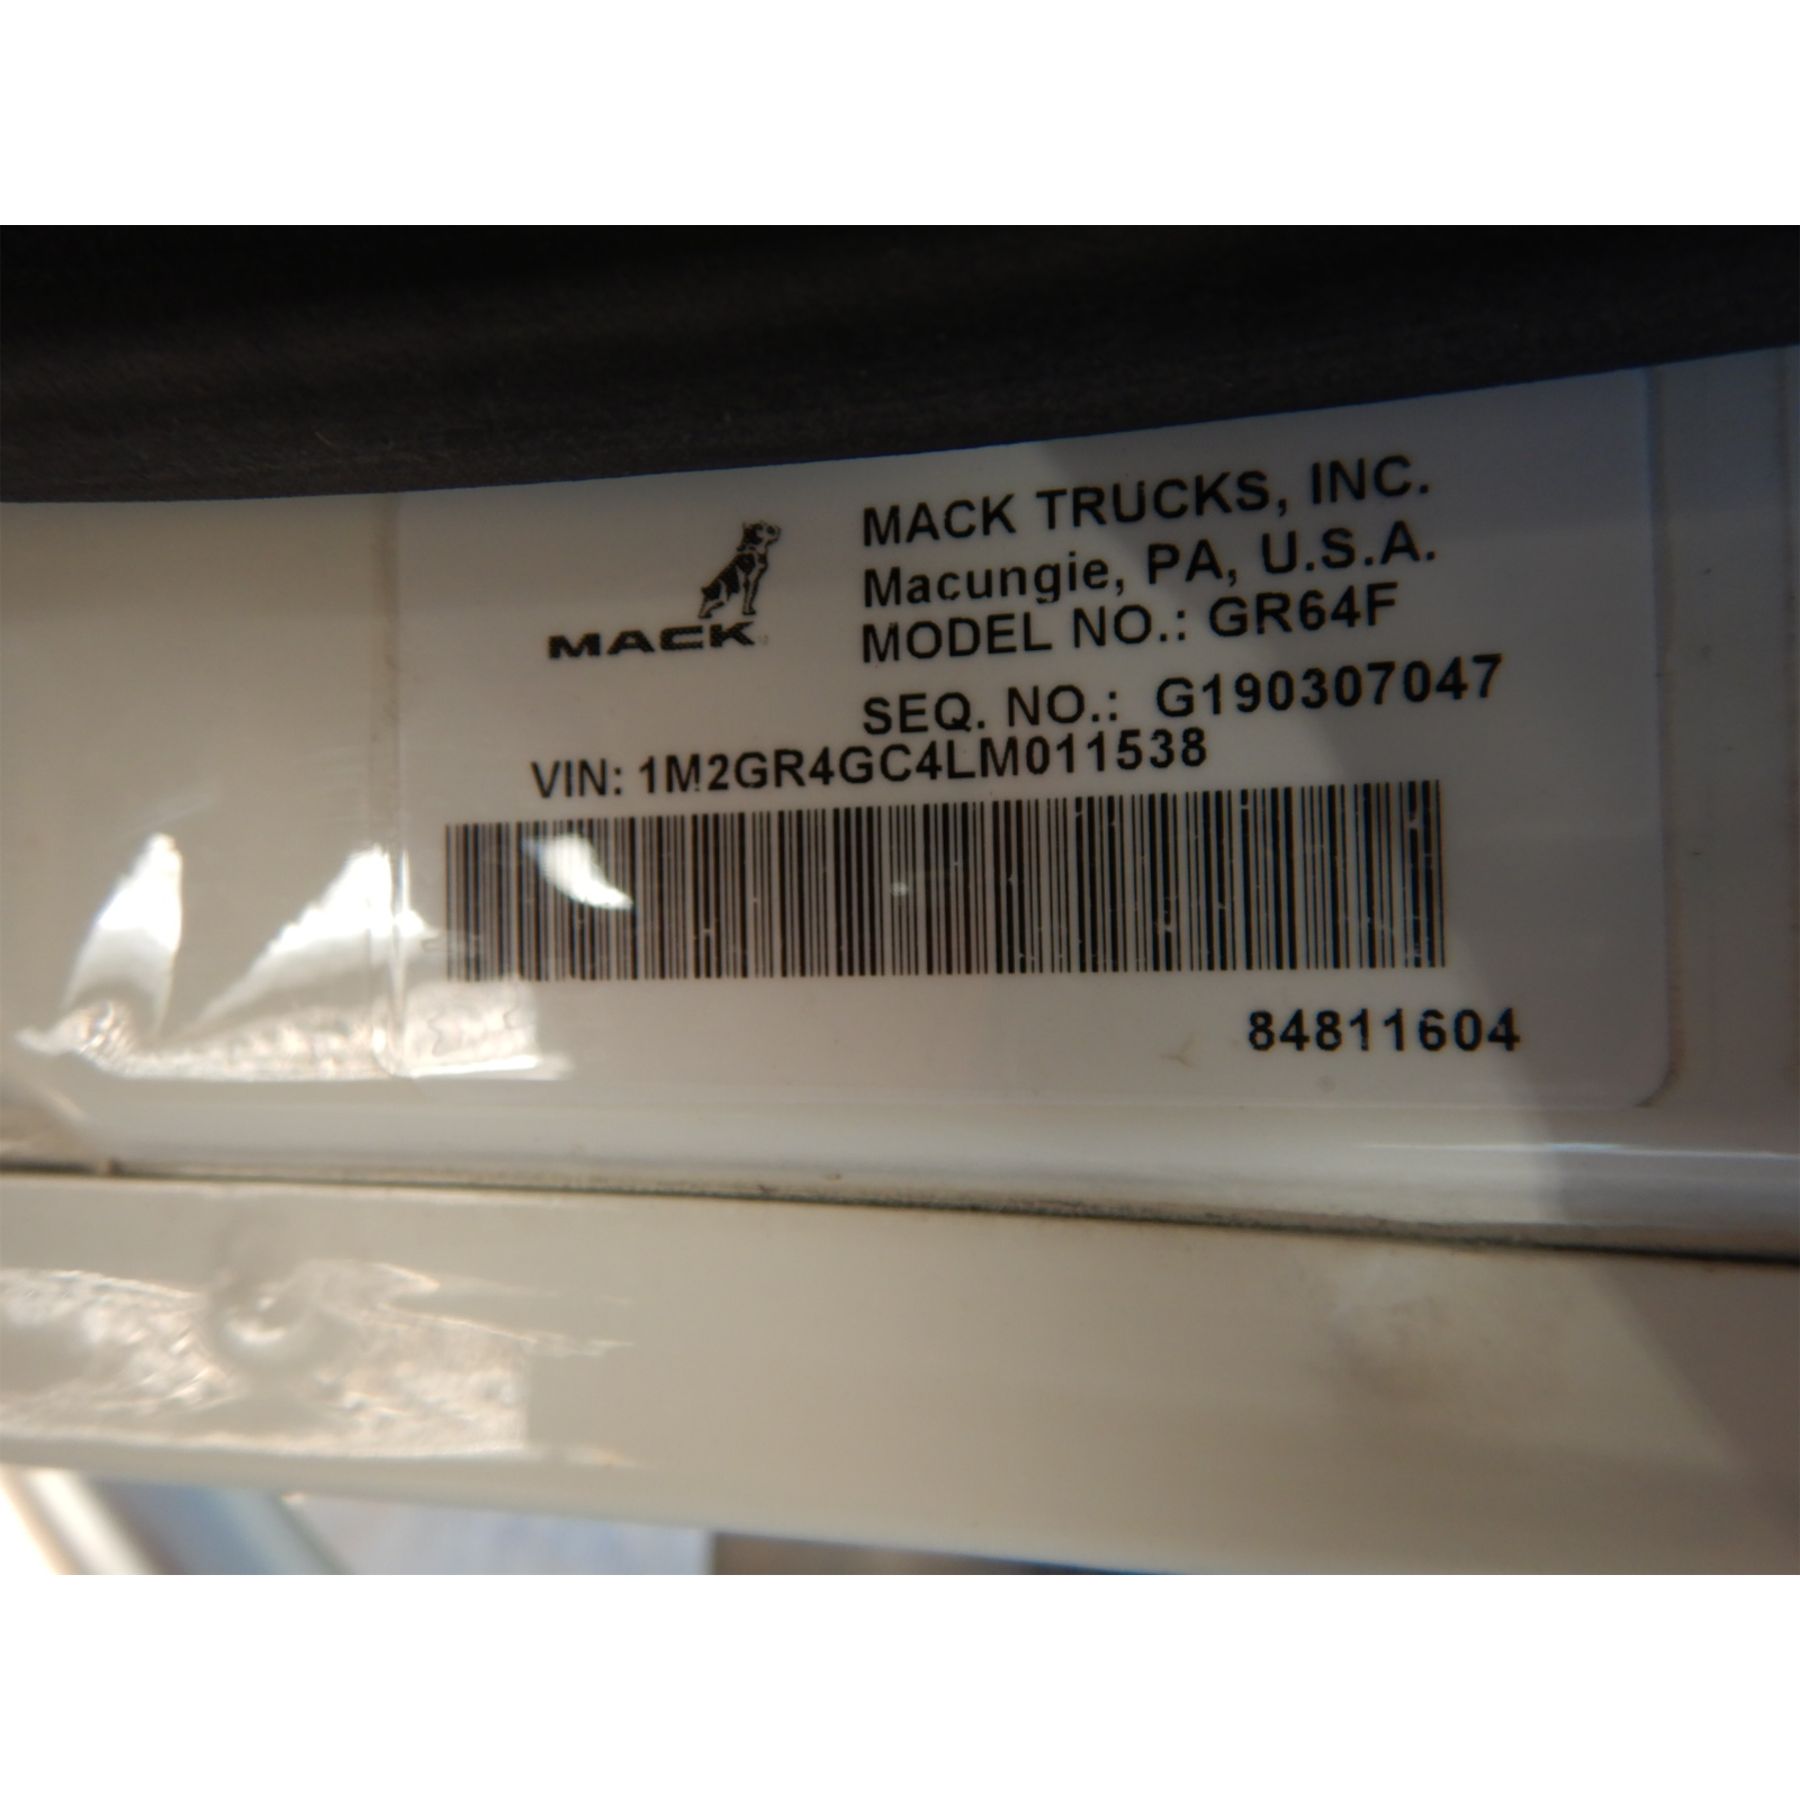 MACK
MACK TRUCKS, INC.
Macungie, PA, U.S.A.
MODEL NO.: GR64F
SEQ. NO.: G190307047
VIN: 1M2GR4GC4LM011538
84811604